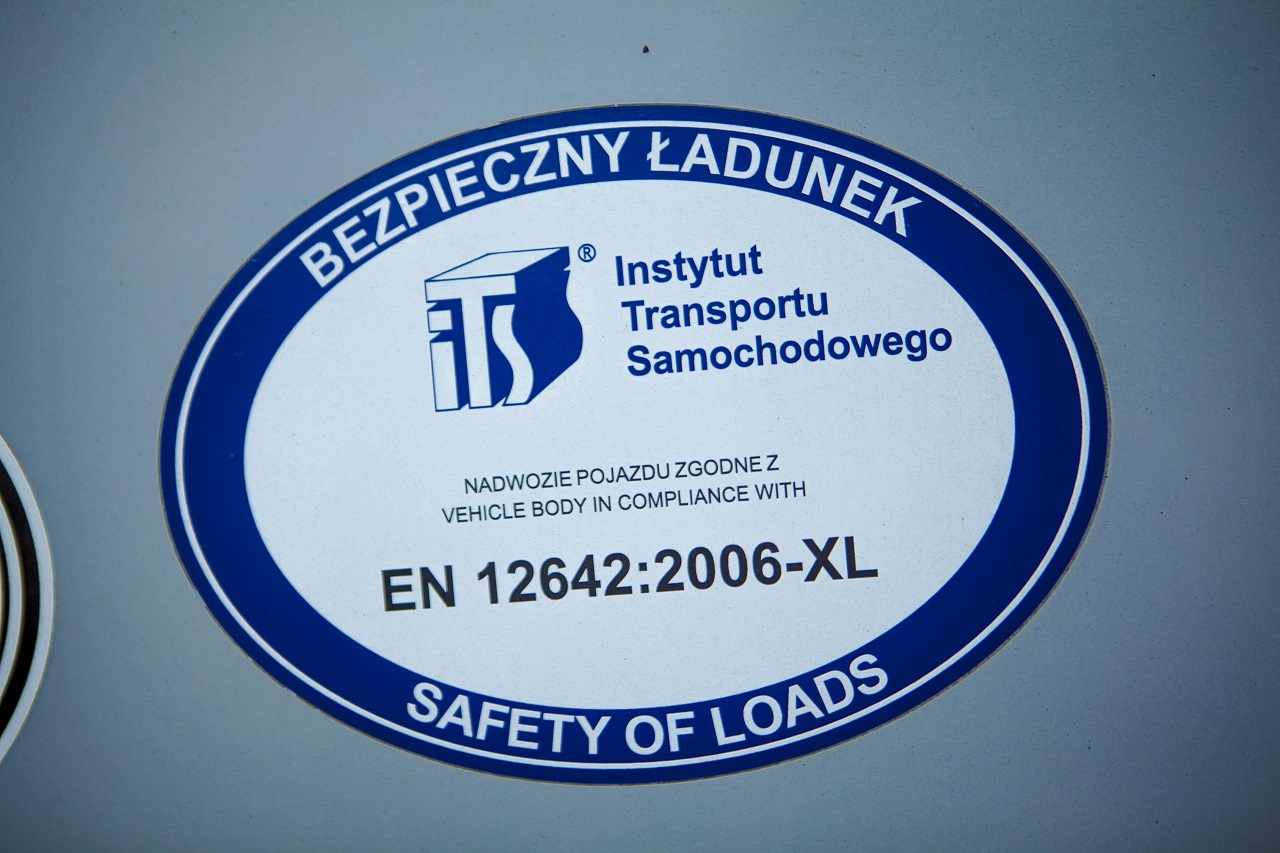 BEZPIECZNY ŁADUNEK
iTS®
Instytut
Transportu
Samochodowego
NADWOZIE POJAZDU ZGODNE Z
VEHICLE BODY IN COMPLIANCE WITH
EN 12642:2006-XL
SAFETY OF LOADS